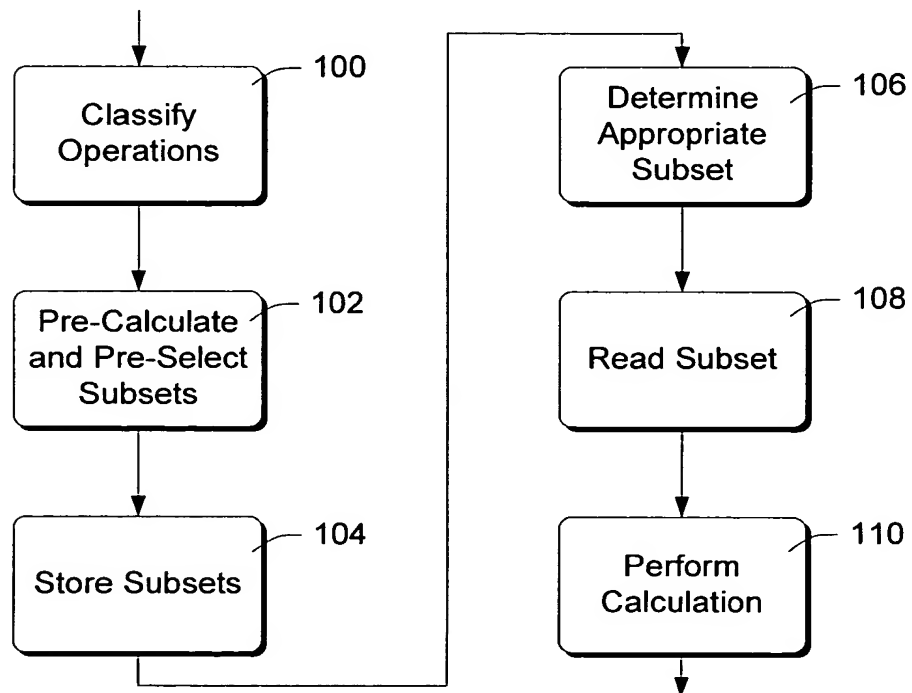 100
Classify
Operations
102
Pre-Calculate
and Pre-Select
Subsets
104
Store Subsets
106
Determine
Appropriate
Subset
108
Read Subset
110
Perform
Calculation